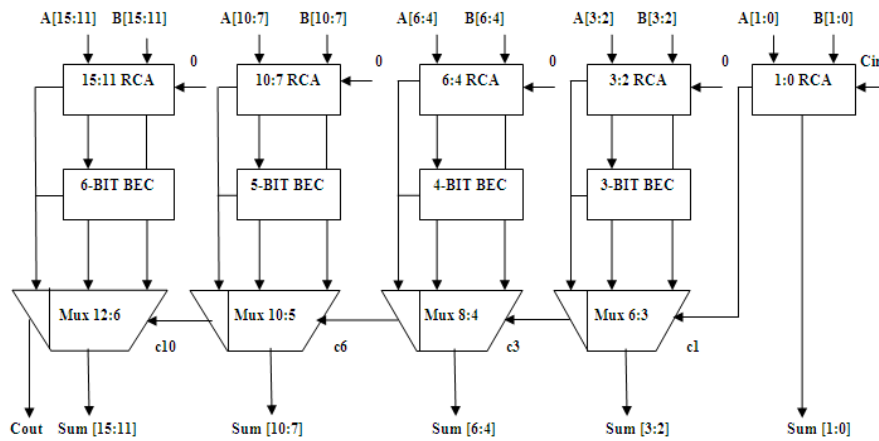 A[15:11] B[15:11] A[10:7] B[10:7] A[6:4] B[6:4] A[3:2] B[3:2] A[1:0] B[1:0]
0 0 0 0 Cin
15:11 RCA 10:7 RCA 6:4 RCA 3:2 RCA 1:0 RCA
6-BIT BEC 5-BIT BEC 4-BIT BEC 3-BIT BEC
Mux 12:6 Mux 10:5 Mux 8:4 Mux 6:3
c10 c6 c3 c1
Cout Sum [15:11] Sum [10:7] Sum [6:4] Sum [3:2] Sum [1:0]